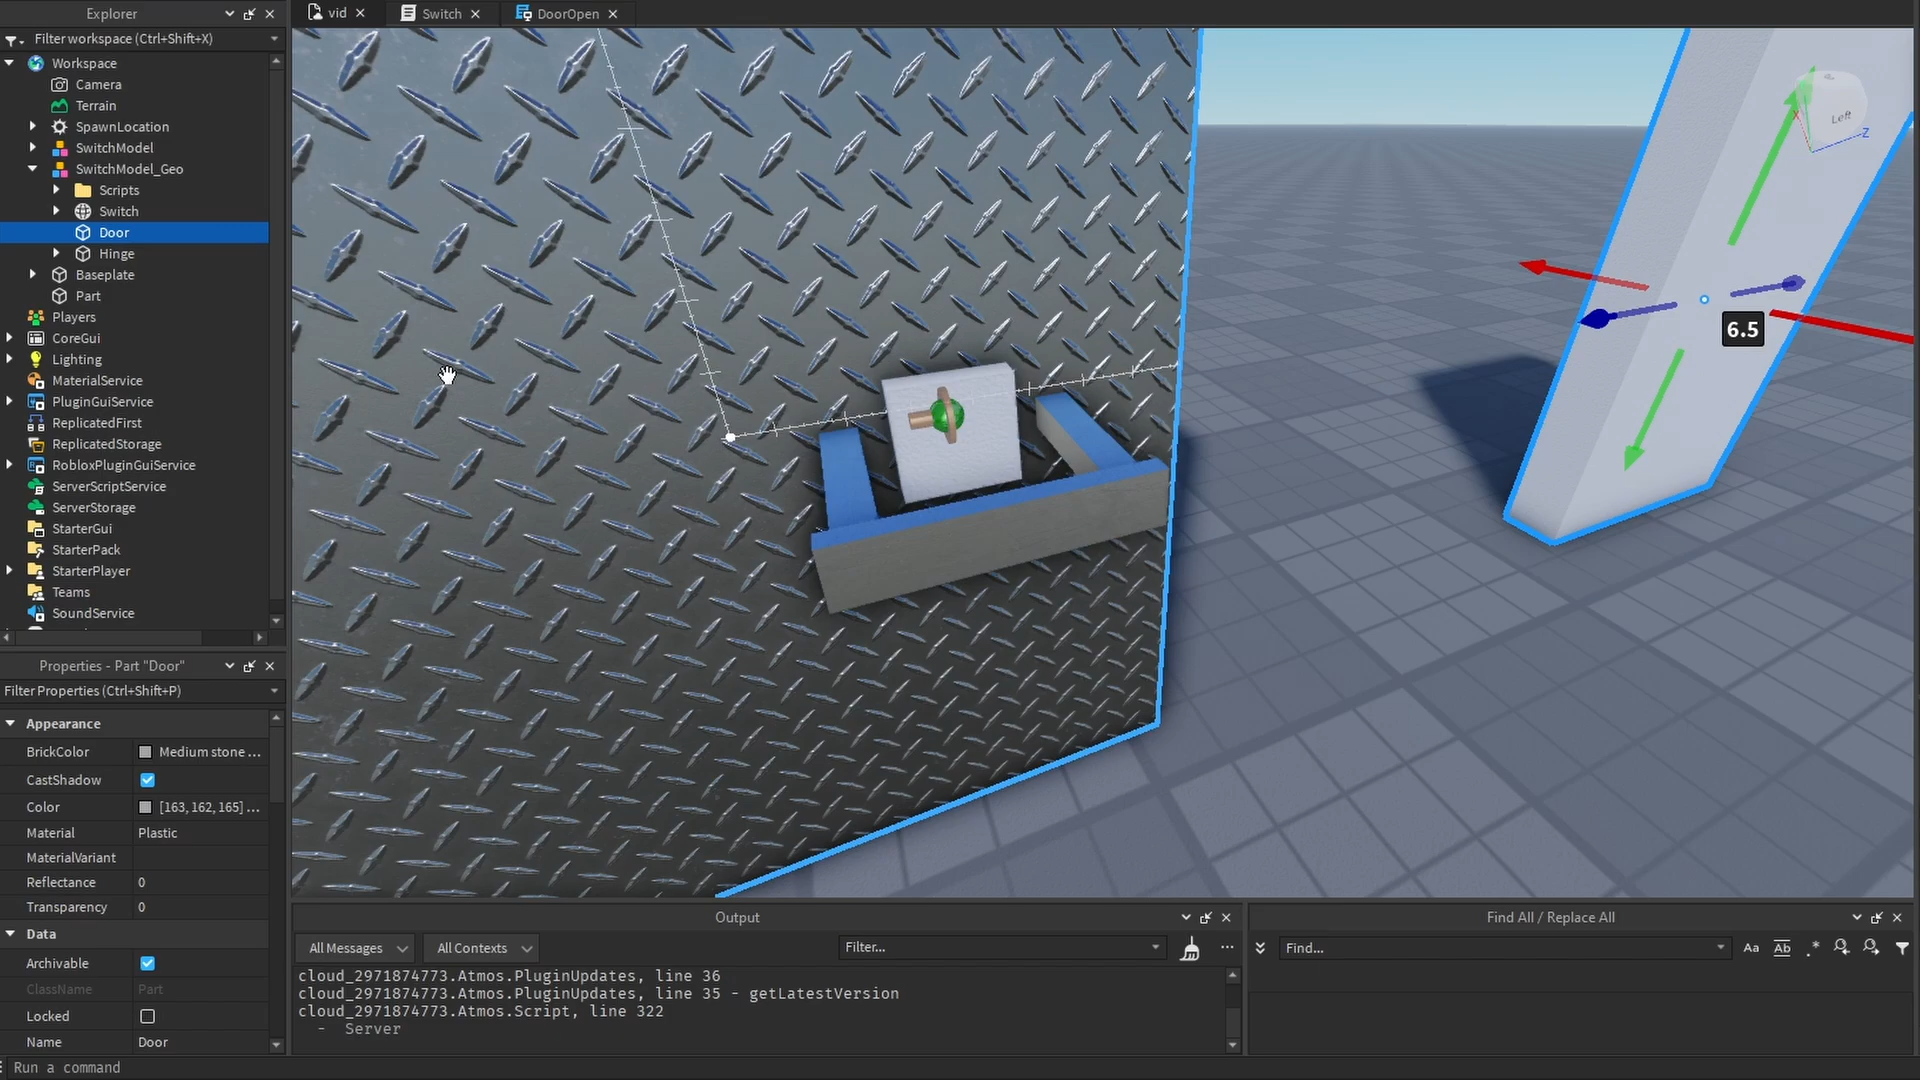 Explorer
vid
Switch
DoorOpen
Filter workspace (Ctrl+Shift+X)
Workspace
Camera
Terrain
SpawnLocation
SwitchModel
SwitchModel_Geo
Scripts
Switch
Door
Hinge
Baseplate
Part
Players
CoreGui
Lighting
MaterialService
PluginGuiService
ReplicatedFirst
ReplicatedStorage
RobloxPluginGuiService
ServerScriptService
ServerStorage
StarterGui
StarterPack
StarterPlayer
Teams
SoundService
Left
X
Z
6.5
Properties - Part "Door"
Filter Properties (Ctrl+Shift+P)
Appearance
BrickColor Medium stone ...
CastShadow
Color [163, 162, 165] ...
Material Plastic
MaterialVariant
Reflectance 0
Transparency 0
Data
Archivable
ClassName Part
Locked
Name Door
Output
All Messages All Contexts Filter... ...
cloud_2971874773.Atmos.PluginUpdates, line 36
cloud_2971874773.Atmos.PluginUpdates, line 35 - getLatestVersion
cloud_2971874773.Atmos.Script, line 322
- Server
Find All / Replace All
Find... Aa Ab .*
Run a command